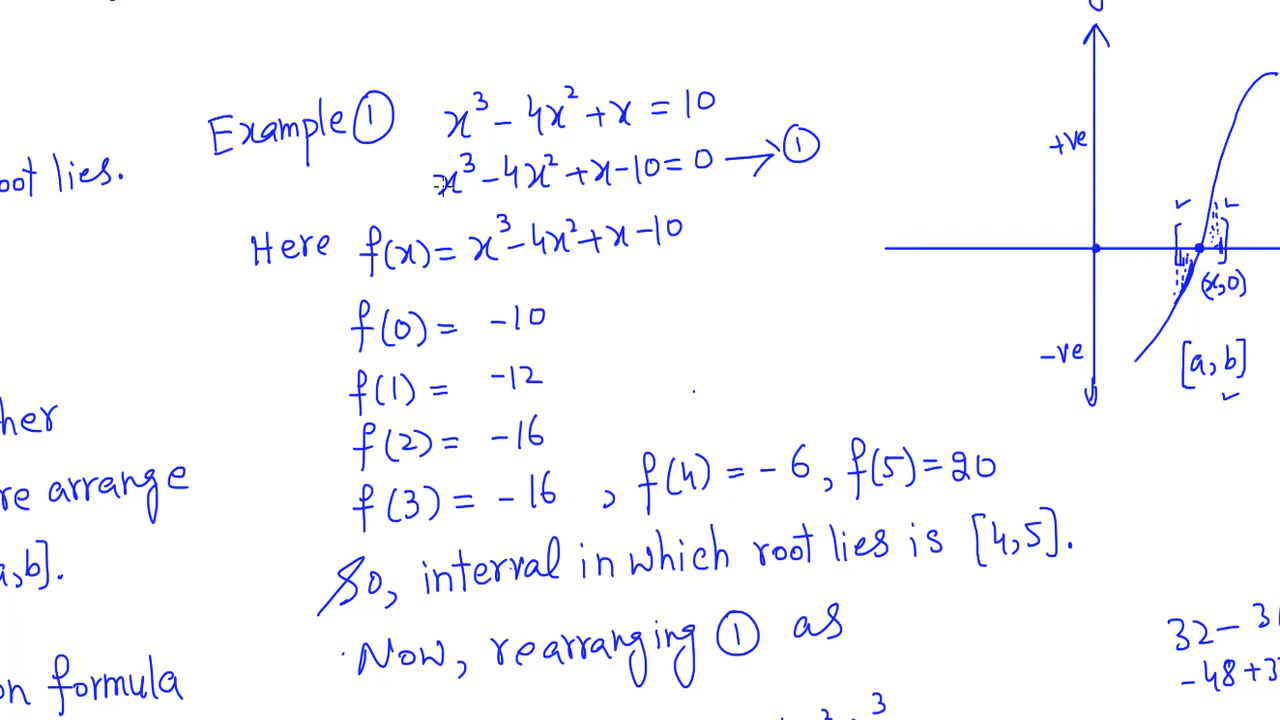 Example ① x³ - 4x² + x = 10
x³ - 4x² + x - 10 = 0 → ①
oot lies.
Here f(x) = x³ - 4x² + x - 10
f(0) = -10
f(1) = -12
f(2) = -16
f(3) = -16 , f(4) = -6, f(5) = 20
So, interval in which root lies is [4,5].
Now, rearranging ① as
her
re arrange
a,b].
on formula
+ve
(x,0)
-ve
[a, b]
32 - 3
-48 + 3
2 3